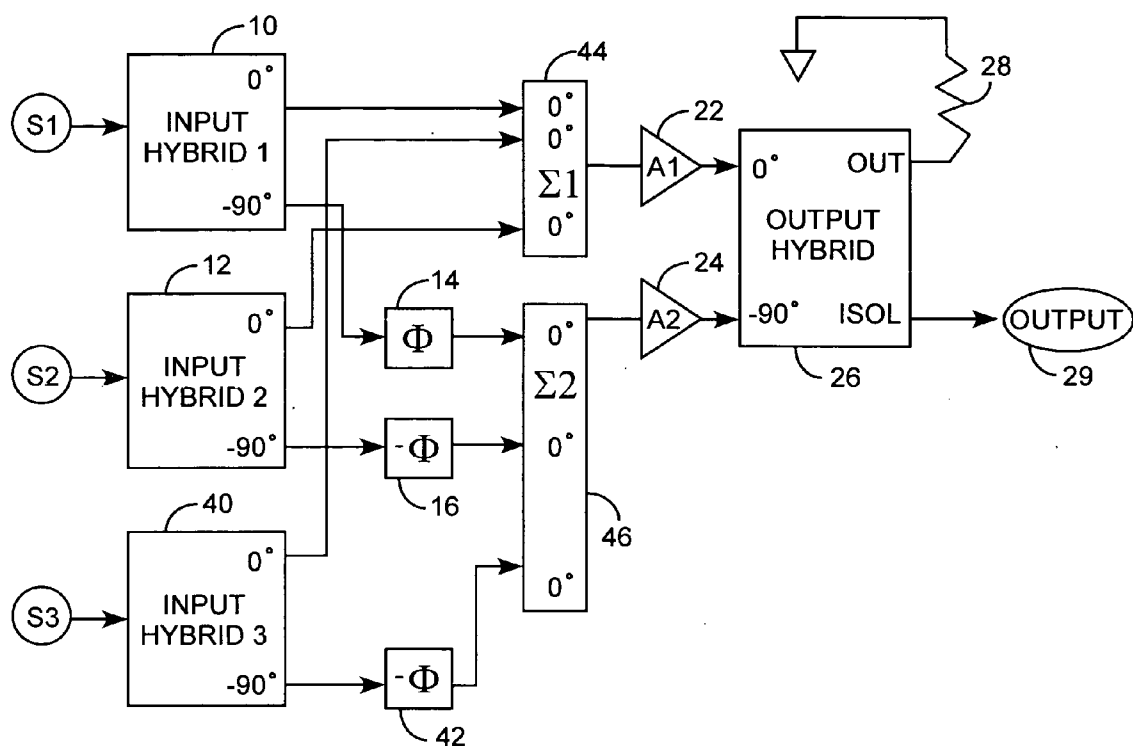 10
S1
0°
INPUT
HYBRID 1
-90°
12
S2
0°
INPUT
HYBRID 2
-90°
40
S3
0°
INPUT
HYBRID 3
-90°
14
Φ
-Φ
16
-Φ
42
44
0°
0°
Σ1
0°
0°
Σ2
0°
0°
46
22
A1
24
A2
28
0°
OUT
OUTPUT
HYBRID
-90°
ISOL
26
OUTPUT
29